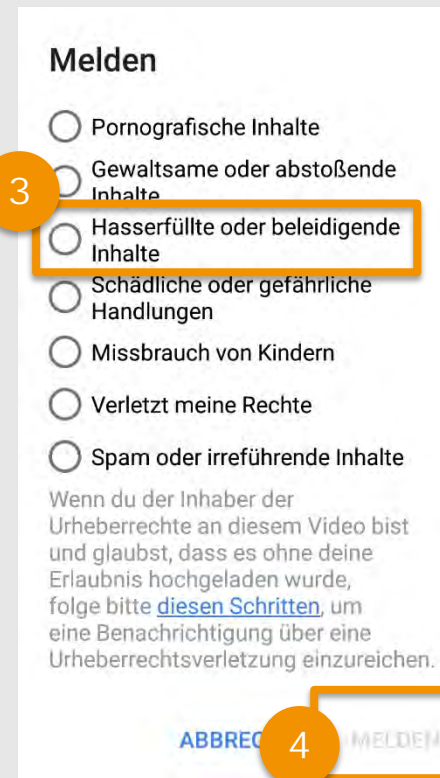 Melden
Pornografische Inhalte
Gewaltsame oder abstoßende
Inhalte
3
Hasserfüllte oder beleidigende
Inhalte
Schädliche oder gefährliche
Handlungen
Missbrauch von Kindern
Verletzt meine Rechte
Spam oder irreführende Inhalte
Wenn du der Inhaber der
Urheberrechte an diesem Video bist
und glaubst, dass es ohne deine
Erlaubnis hochgeladen wurde,
folge bitte diesen Schritten, um
eine Benachrichtigung über eine
Urheberrechtsverletzung einzureichen.
ABBREC 4 MELDEN